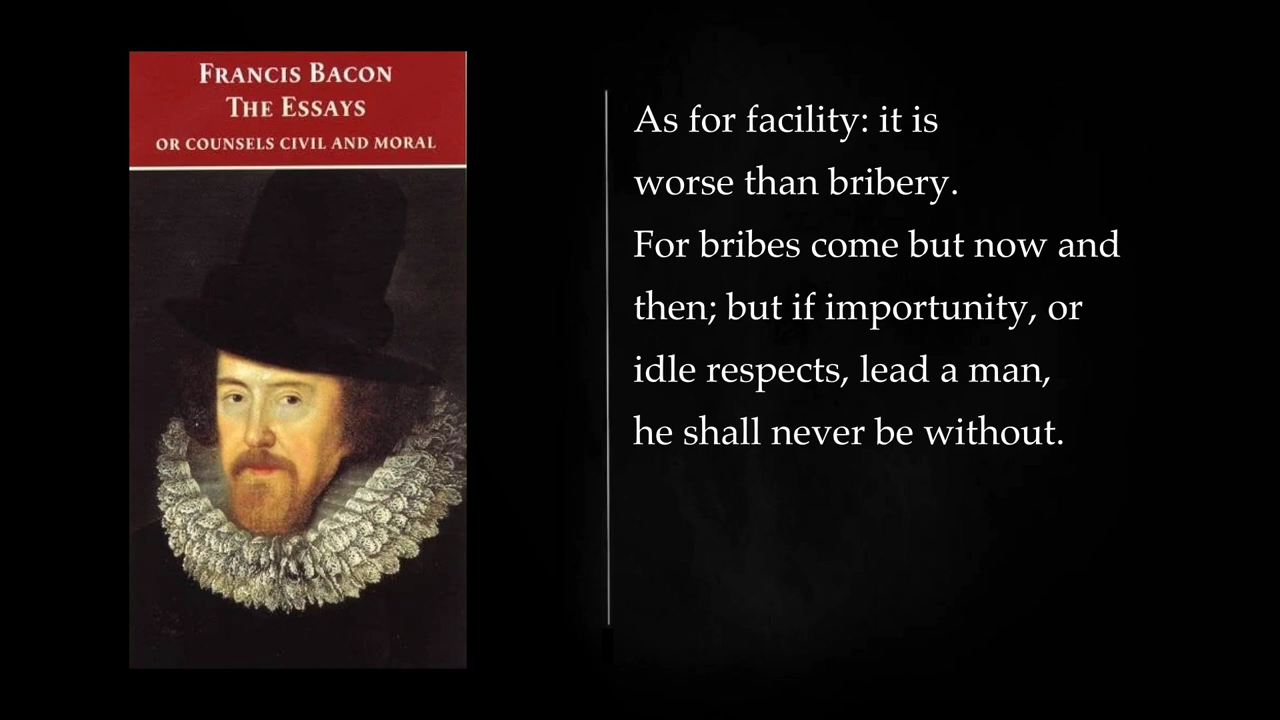 FRANCIS BACON
THE ESSAYS
OR COUNSELS CIVIL AND MORAL
As for facility: it is
worse than bribery.
For bribes come but now and
then; but if importunity, or
idle respects, lead a man,
he shall never be without.